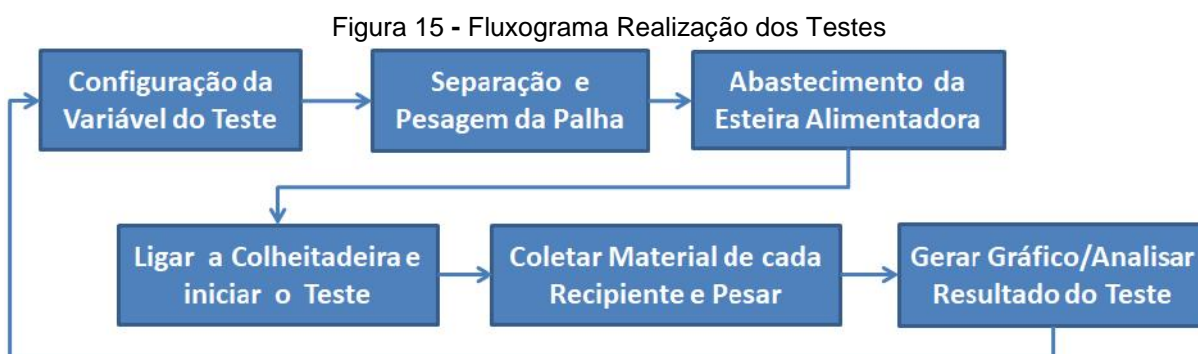 Figura 15 - Fluxograma Realização dos Testes
Configuração da
Variável do Teste
Separação e
Pesagem da Palha
Abastecimento da
Esteira Alimentadora
Ligar a Colheitadeira e
iniciar o Teste
Coletar Material de cada
Recipiente e Pesar
Gerar Gráfico/Analisar
Resultado do Teste